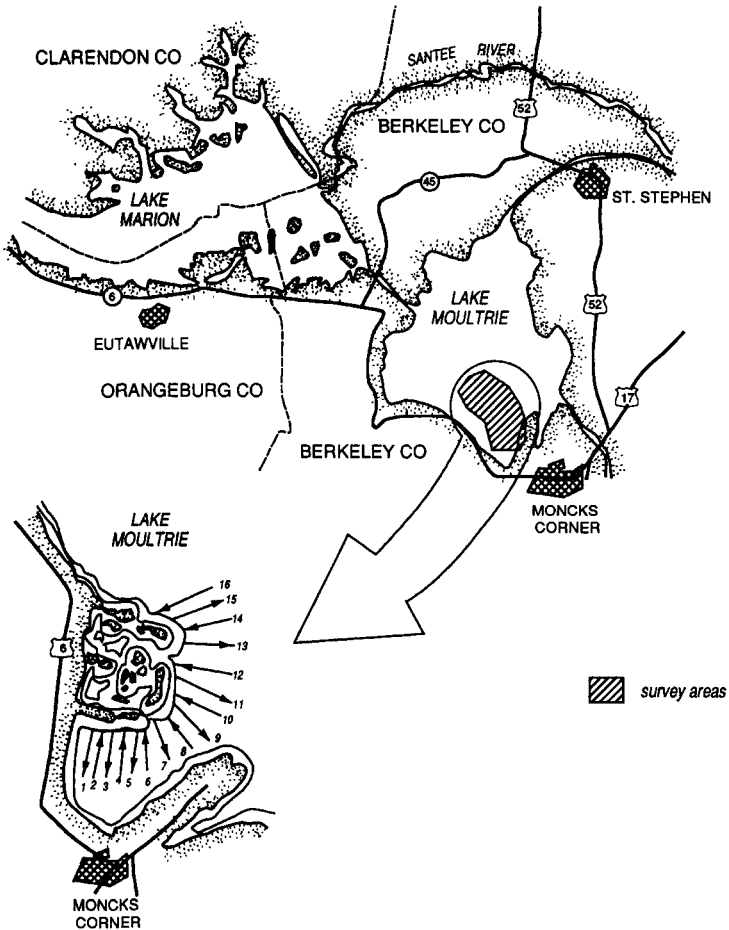 CLARENDON CO
SANTEE RIVER
52
BERKELEY CO
45
LAKE
MARION
ST. STEPHEN
6
LAKE
MOULTRIE
52
EUTAWVILLE
ORANGEBURG CO
17
BERKELEY CO
MONCKS
CORNER
LAKE
MOULTRIE
16
15
14
6
13
12
survey areas
11
10
9
8
7
1 2 3 4 5 6
MONCKS
CORNER